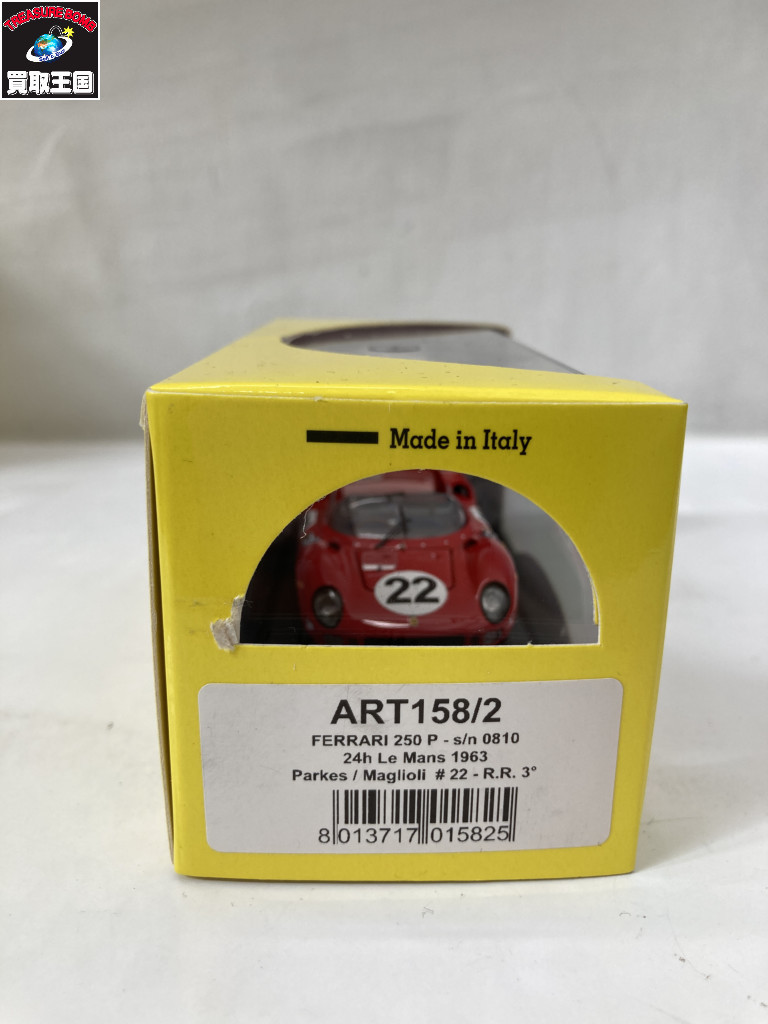 TREASURE BOMB
買取王国
Made in Italy
22
ART158/2
FERRARI 250 P - s/n 0810
24h Le Mans 1963
Parkes / Maglioli # 22 - R.R. 3°
8 013717 015825